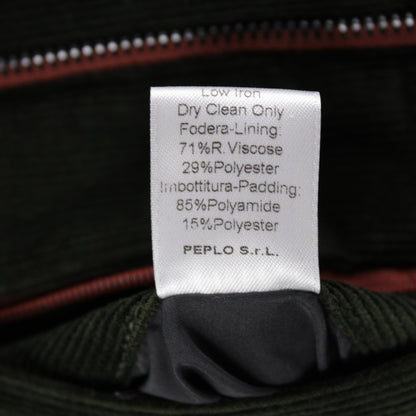 Low Iron
Dry Clean Only
Fodera-Lining:
71%R.Viscose
29%Polyester
Imbottitura-Padding:
85%Polyamide
15%Polyester
PEPLO S.r.L.